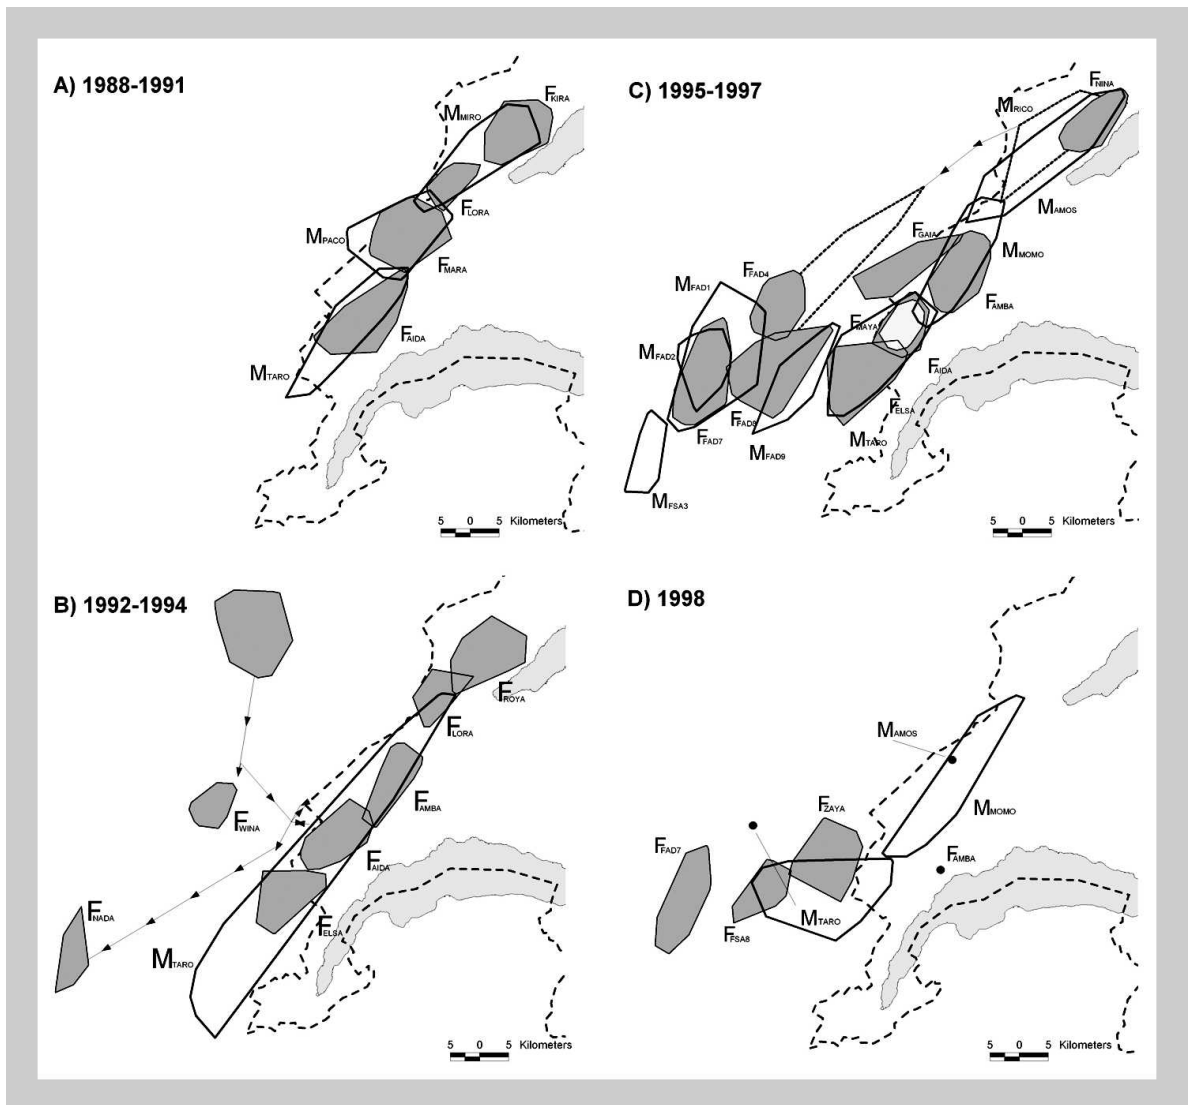 A) 1988-1991
FKIRA
MMIRO
FLORA
MPACO
FMARA
FAIDA
MTARO
5 0 5 Kilometers
C) 1995-1997
FNINA
MRICO
MAMOS
FGAIA
MMOMO
FFAD4
MFAD1
FAMBA
FMAYA
MFAD2
FAIDA
FELSA
FFAD8
FFAD7
MTARO
MFAD9
MFSA3
5 0 5 Kilometers
B) 1992-1994
FROYA
FLORA
FAMBA
FWINA
FAIDA
FNADA
FELSA
MTARO
5 0 5 Kilometers
D) 1998
MAMOS
FZAYA
MMOMO
FFAD7
FAMBA
MTARO
FFSA8
5 0 5 Kilometers